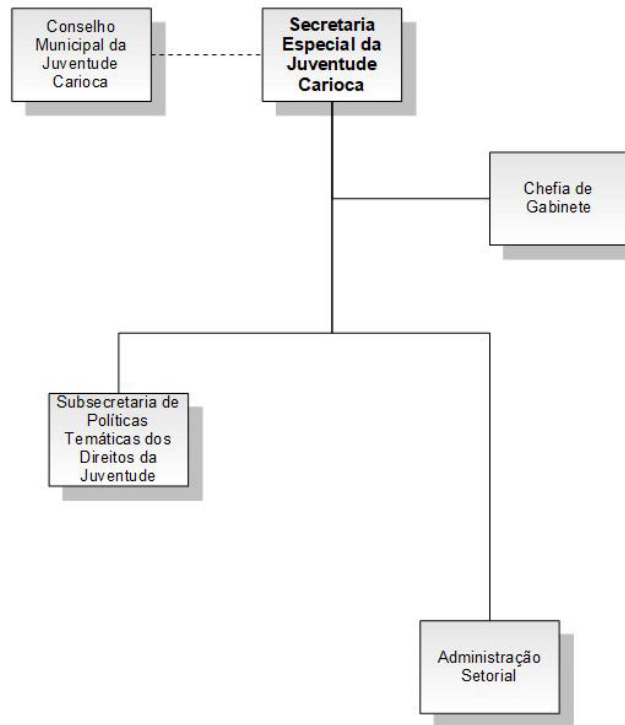 Conselho
Municipal da
Juventude
Carioca
Secretaria
Especial da
Juventude
Carioca
Chefia de
Gabinete
Subsecretaria de
Políticas
Temáticas dos
Direitos da
Juventude
Administração
Setorial